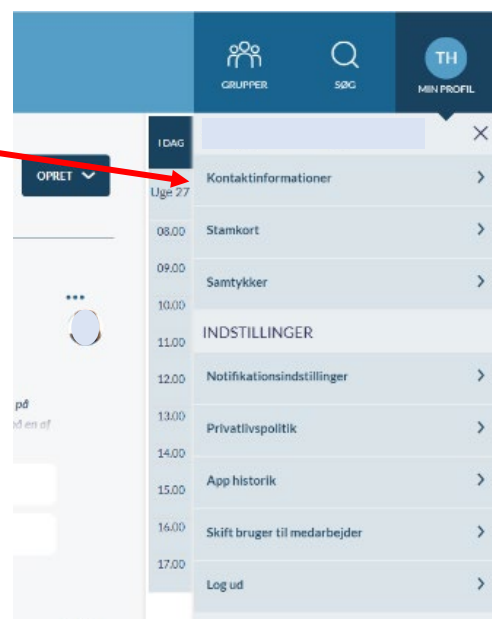 GRUPPER
SØG
TH
MIN PROFIL
I DAG
OPRET
Uge 27
08.00
09.00
10.00
11.00
12.00
13.00
14.00
15.00
16.00
17.00
på
Kontaktinformationer
Stamkort
Samtykker
INDSTILLINGER
Notifikationsindstillinger
Privatlivspolitik
App historik
Skift bruger til medarbejder
Log ud